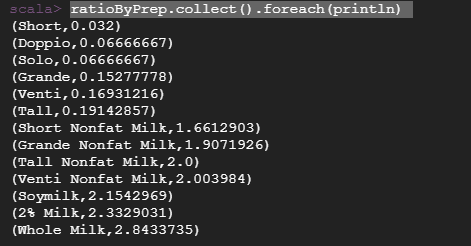 scala> ratioByPrep.collect().foreach(println)
(Short,0.032)
(Doppio,0.06666667)
(Solo,0.06666667)
(Grande,0.15277778)
(Venti,0.16931216)
(Tall,0.19142857)
(Short Nonfat Milk,1.6612903)
(Grande Nonfat Milk,1.9071926)
(Tall Nonfat Milk,2.0)
(Venti Nonfat Milk,2.003984)
(Soymilk,2.1542969)
(2% Milk,2.3329031)
(Whole Milk,2.8433735)